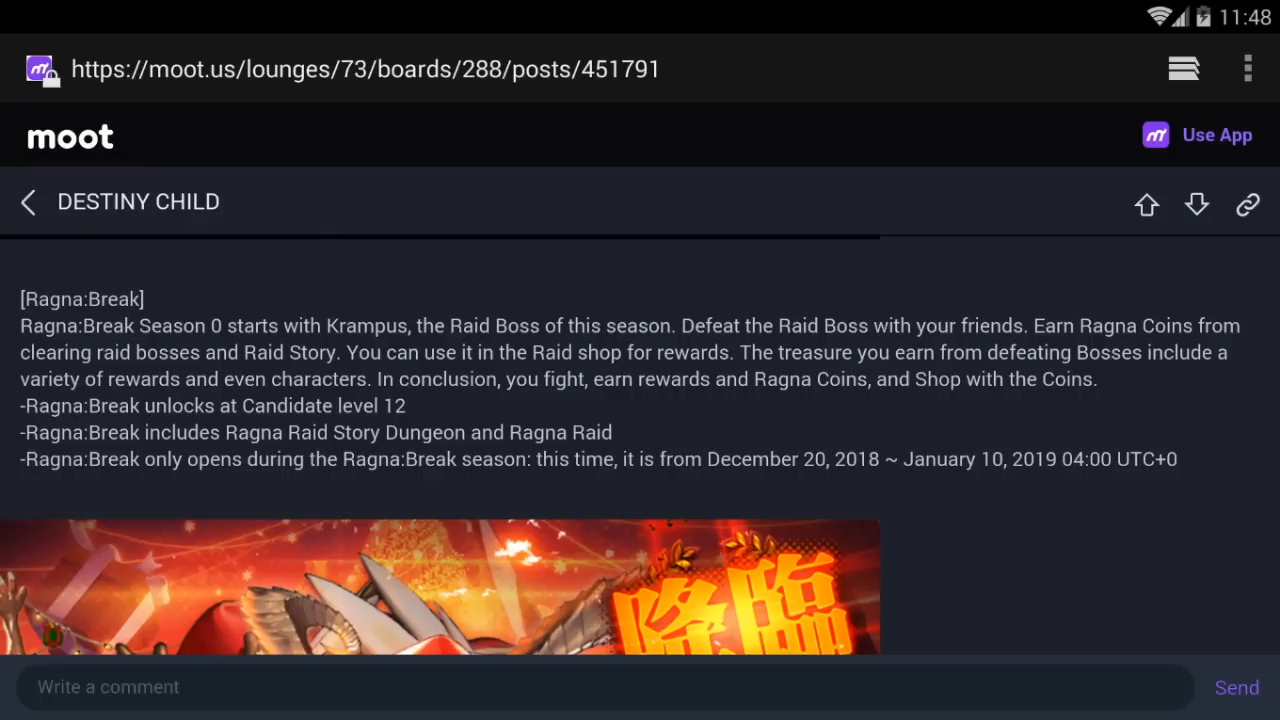 11:48
https://moot.us/lounges/73/boards/288/posts/451791
moot
Use App
DESTINY CHILD
[Ragna:Break]
Ragna:Break Season 0 starts with Krampus, the Raid Boss of this season. Defeat the Raid Boss with your friends. Earn Ragna Coins from
clearing raid bosses and Raid Story. You can use it in the Raid shop for rewards. The treasure you earn from defeating Bosses include a
variety of rewards and even characters. In conclusion, you fight, earn rewards and Ragna Coins, and Shop with the Coins.
-Ragna:Break unlocks at Candidate level 12
-Ragna:Break includes Ragna Raid Story Dungeon and Ragna Raid
-Ragna:Break only opens during the Ragna:Break season: this time, it is from December 20, 2018 ~ January 10, 2019 04:00 UTC+0
降臨
Write a comment
Send